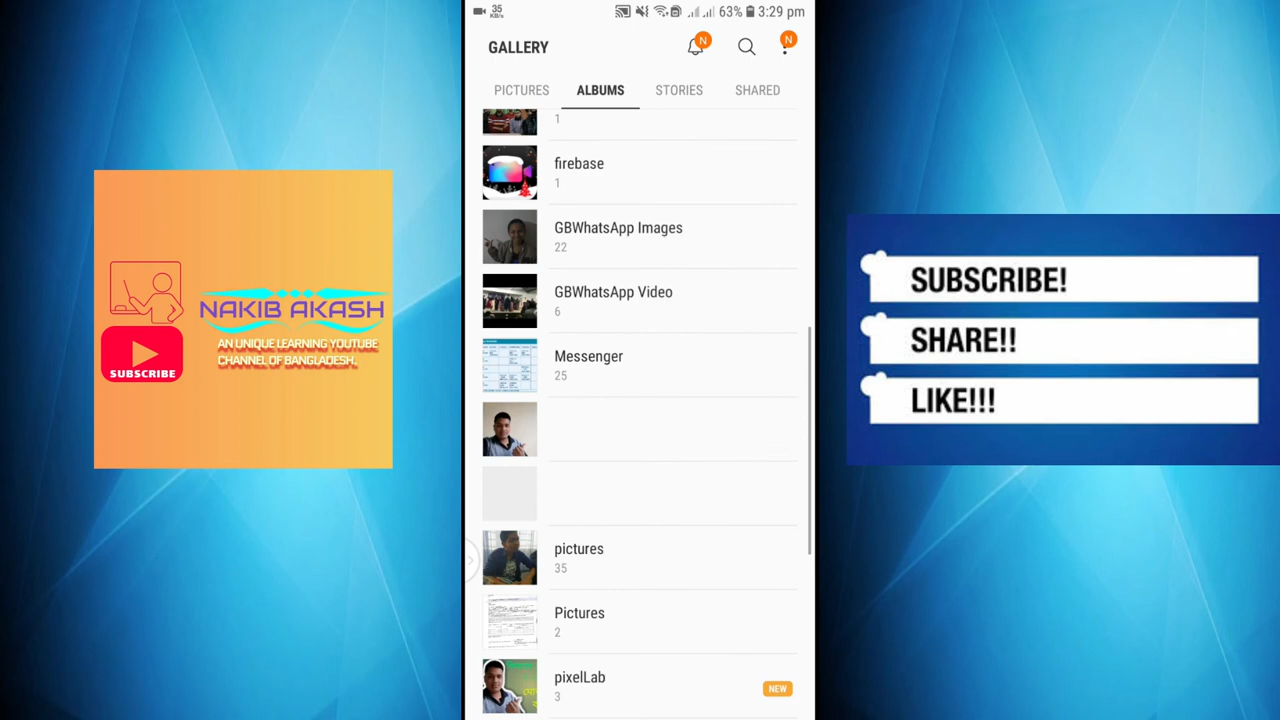 35
KB/s
63%
3:29 pm
GALLERY
N
N
PICTURES
ALBUMS
STORIES
SHARED
1
firebase
1
GBWhatsApp Images
22
GBWhatsApp Video
6
Messenger
25
pictures
35
Pictures
2
pixelLab
3
NEW
NAKIB AKASH
AN UNIQUE LEARNING YOUTUBE
CHANNEL OF BANGLADESH.
SUBSCRIBE
SUBSCRIBE!
SHARE!!
LIKE!!!